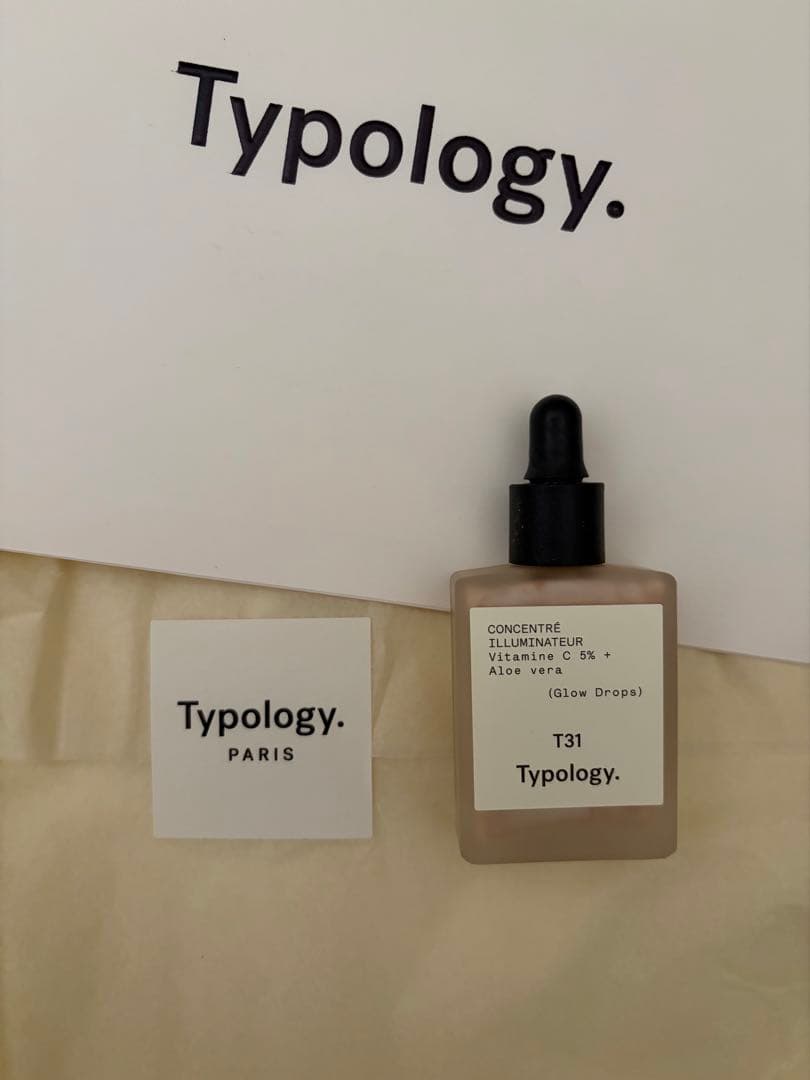 Typology.
Typology.
PARIS
CONCENTRÉ
ILLUMINATEUR
Vitamine C 5% +
Aloe vera
(Glow Drops)
T31
Typology.